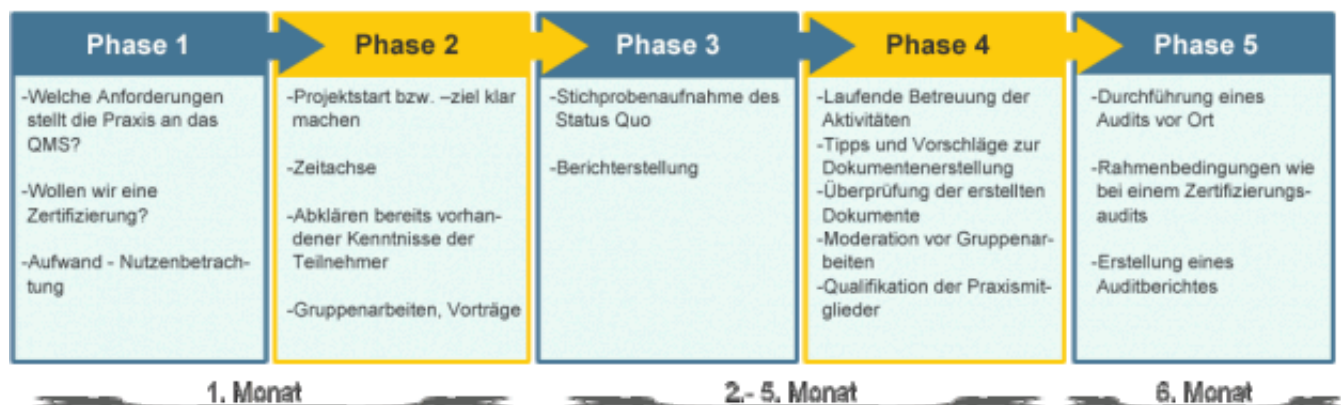 Phase 1
-Welche Anforderungen
stellt die Praxis an das
QMS?
-Wollen wir eine
Zertifizierung?
-Aufwand - Nutzenbetrach-
tung
Phase 2
-Projektstart bzw. –ziel klar
machen
-Zeitachse
-Abklären bereits vorhan-
dener Kenntnisse der
Teilnehmer
-Gruppenarbeiten, Vorträge
Phase 3
-Stichprobenaufnahme des
Status Quo
-Berichterstellung
Phase 4
-Laufende Betreuung der
Aktivitäten
-Tipps und Vorschläge zur
Dokumentenerstellung
-Überprüfung der erstellten
Dokumente
-Moderation vor Gruppenar-
beiten
-Qualifikation der Praxismit-
glieder
Phase 5
-Durchführung eines
Audits vor Ort
-Rahmenbedingungen wie
bei einem Zertifizierungs-
audits
-Erstellung eines
Auditberichtes
1. Monat
2.- 5. Monat
6. Monat